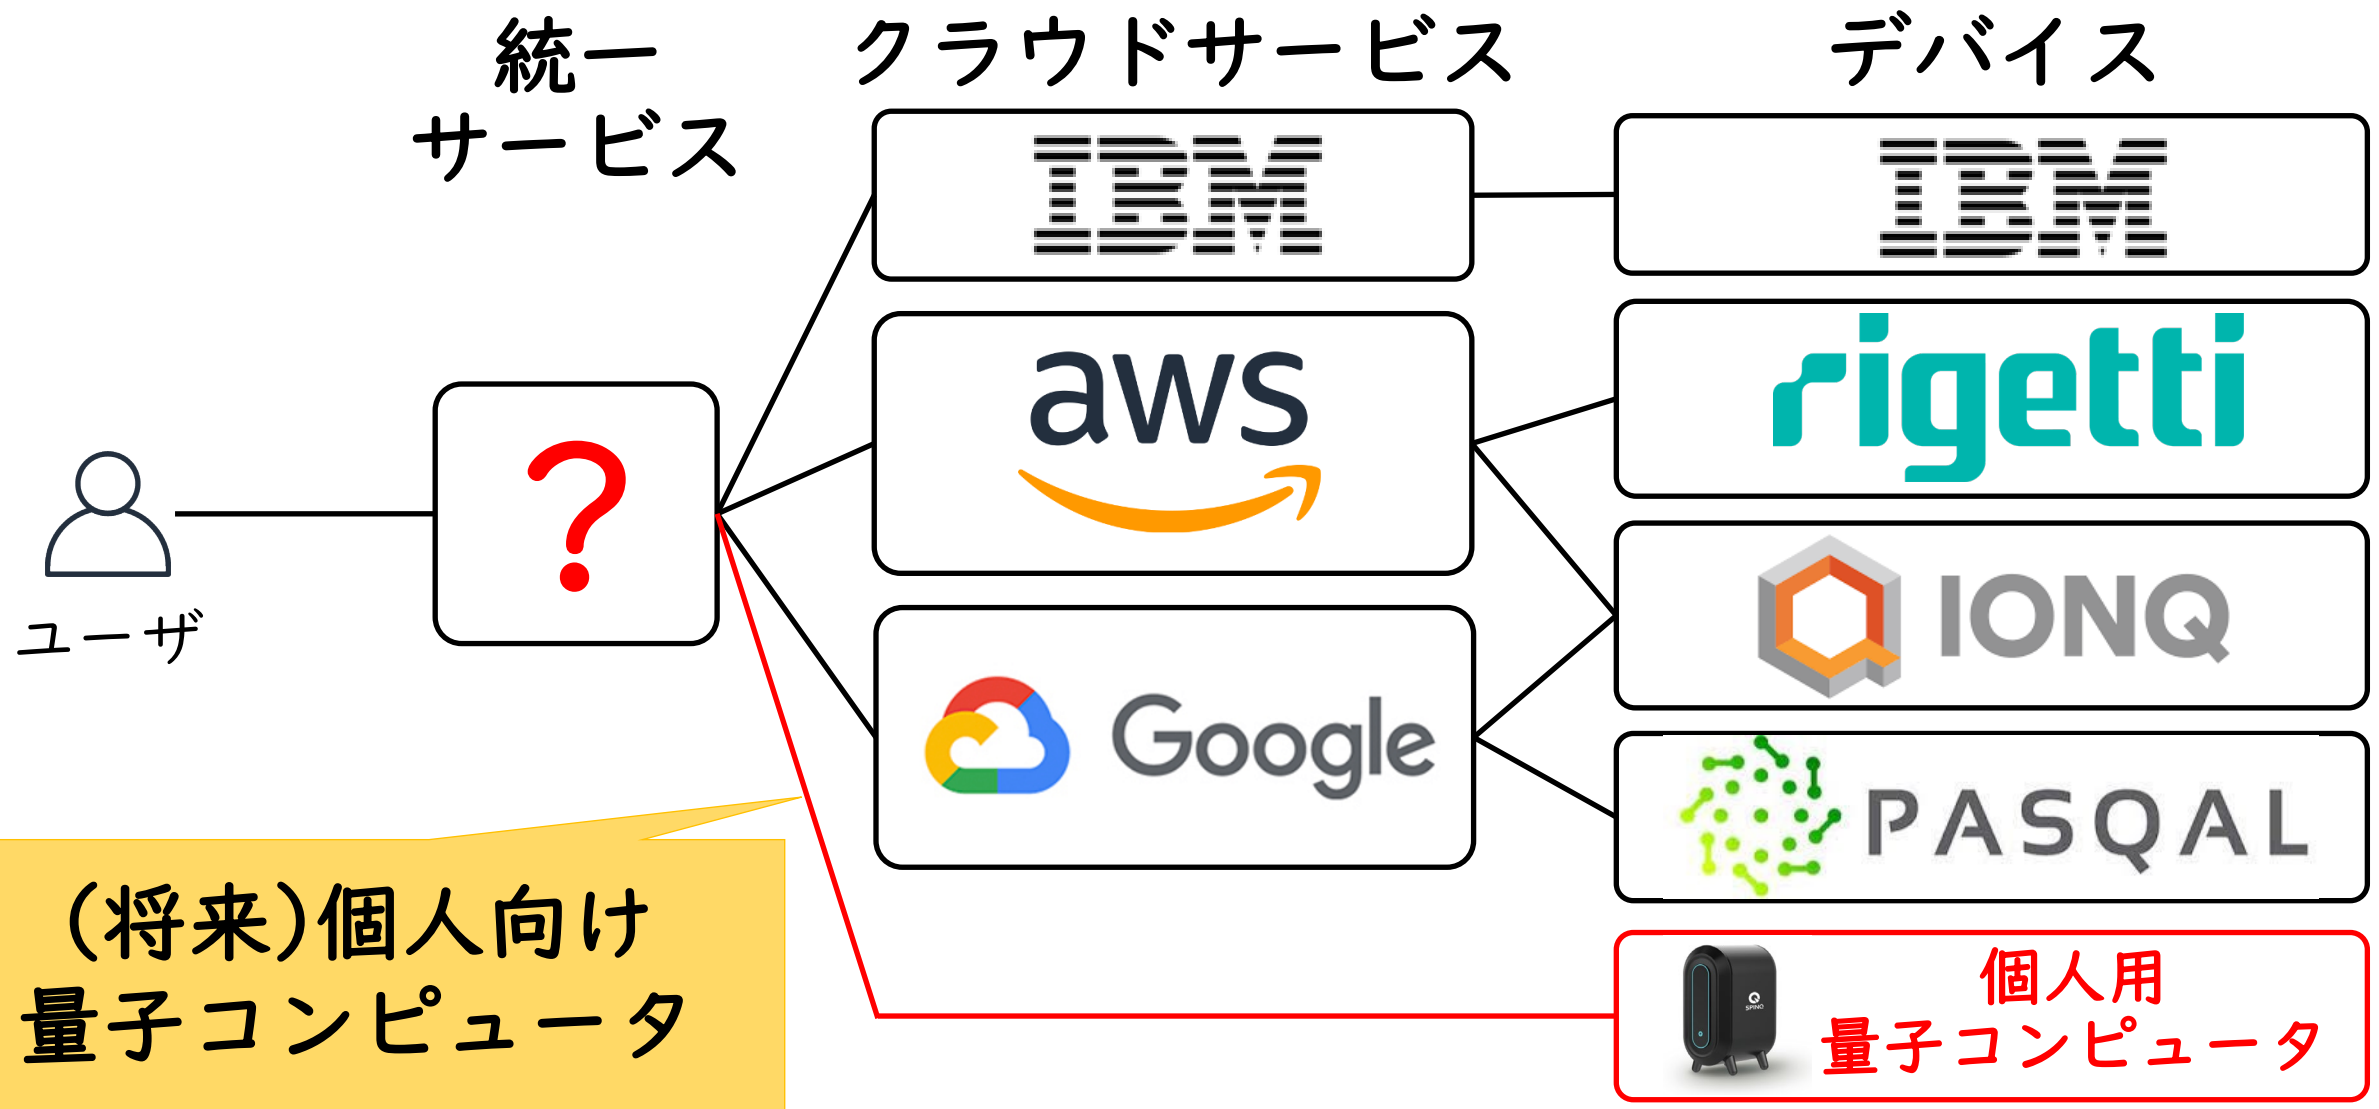 統一
サービス
クラウドサービス
デバイス
IBM
IBM
aws
rigetti
IONQ
?
ユーザ
Google
PASQAL
(将来)個人向け
量子コンピュータ
SPINQ
個人用
量子コンピュータ